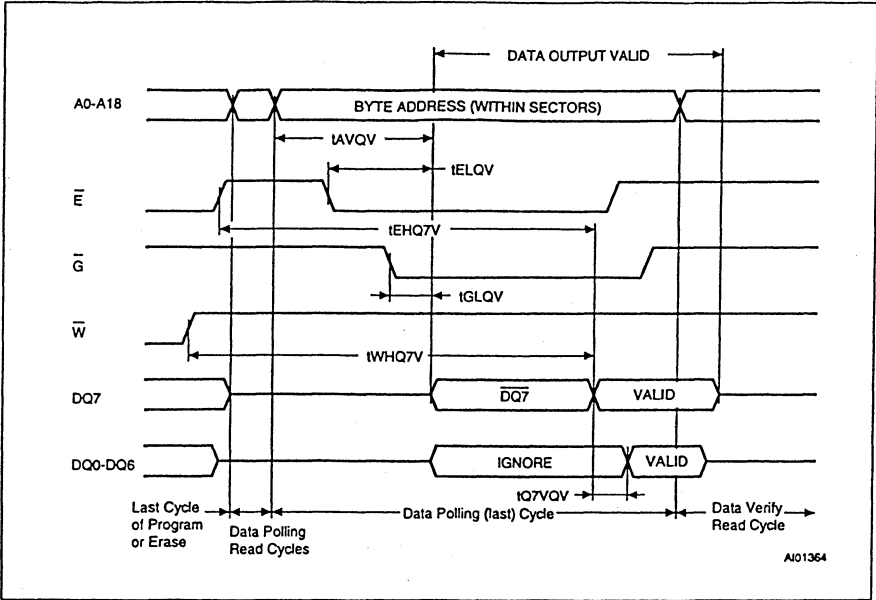 DATA OUTPUT VALID
A0-A18
BYTE ADDRESS (WITHIN SECTORS)
tAVQV
tELQV
E̅
tEHQ7V
G̅
tGLQV
W̅
tWHQ7V
DQ7
D̅Q̅7̅
VALID
DQ0-DQ6
IGNORE
VALID
tQ7VQV
Last Cycle
of Program
or Erase
Data Polling
Read Cycles
Data Polling (last) Cycle
Data Verify
Read Cycle
AI01364